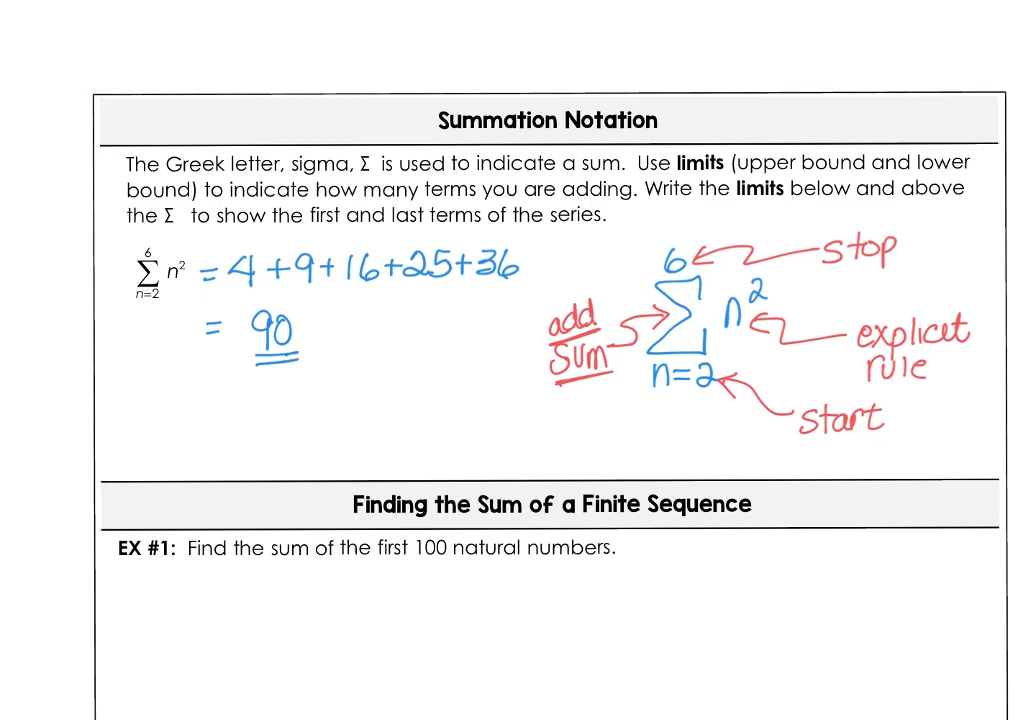 Summation Notation
The Greek letter, sigma, Σ is used to indicate a sum. Use limits (upper bound and lower
bound) to indicate how many terms you are adding. Write the limits below and above
the Σ to show the first and last terms of the series.
6
∑ n² = 4 + 9 + 16 + 25 + 36
n=2
= 90
6 stop
add
sum
∑ n²
explicet
rule
n=2
start
Finding the Sum of a Finite Sequence
EX #1: Find the sum of the first 100 natural numbers.